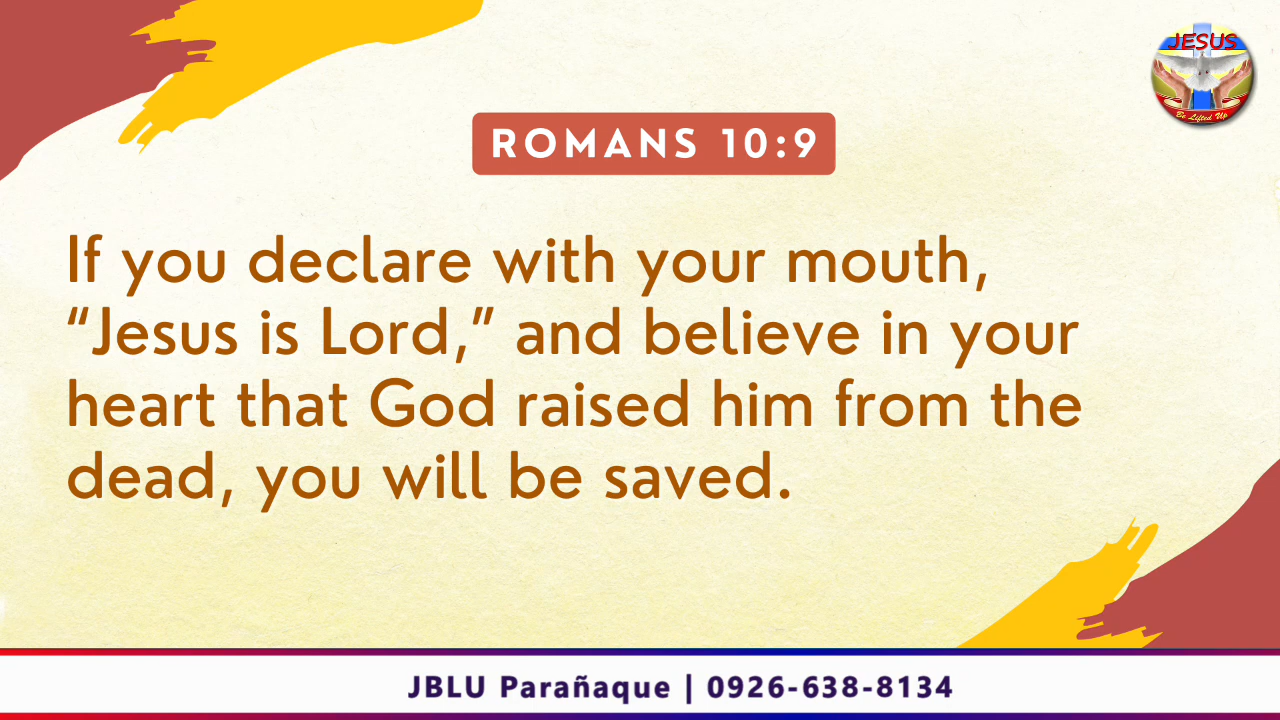 JESUS
Be Lifted Up
ROMANS 10:9
If you declare with your mouth,
“Jesus is Lord,” and believe in your
heart that God raised him from the
dead, you will be saved.
JBLU Parañaque | 0926-638-8134